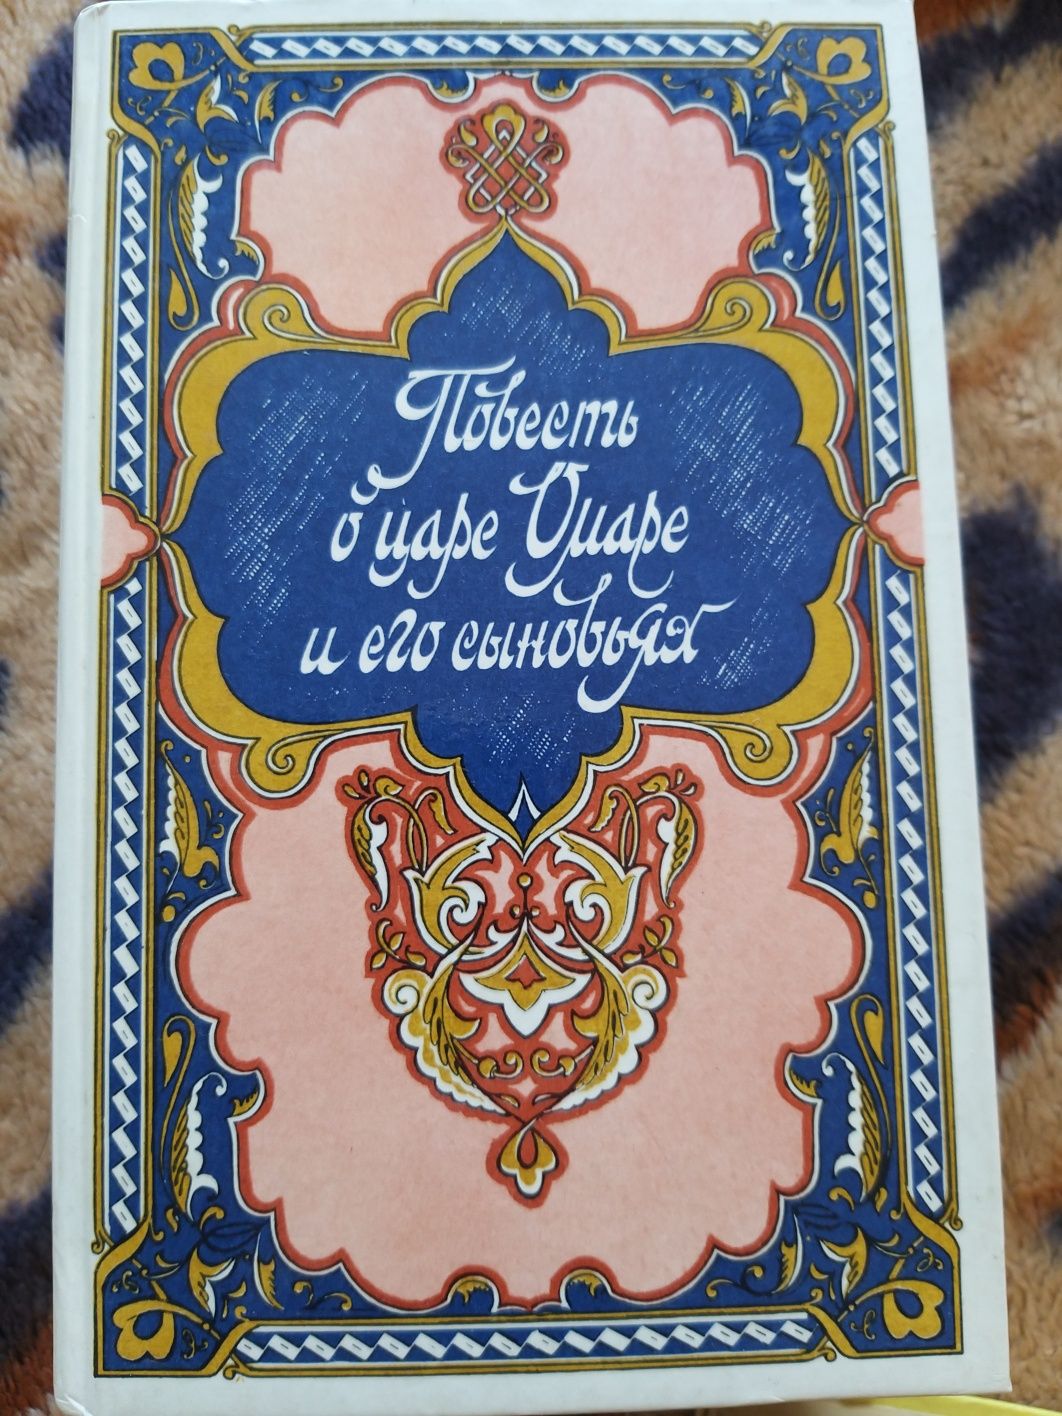 Повесть
о царе Омаре
и его сыновьях